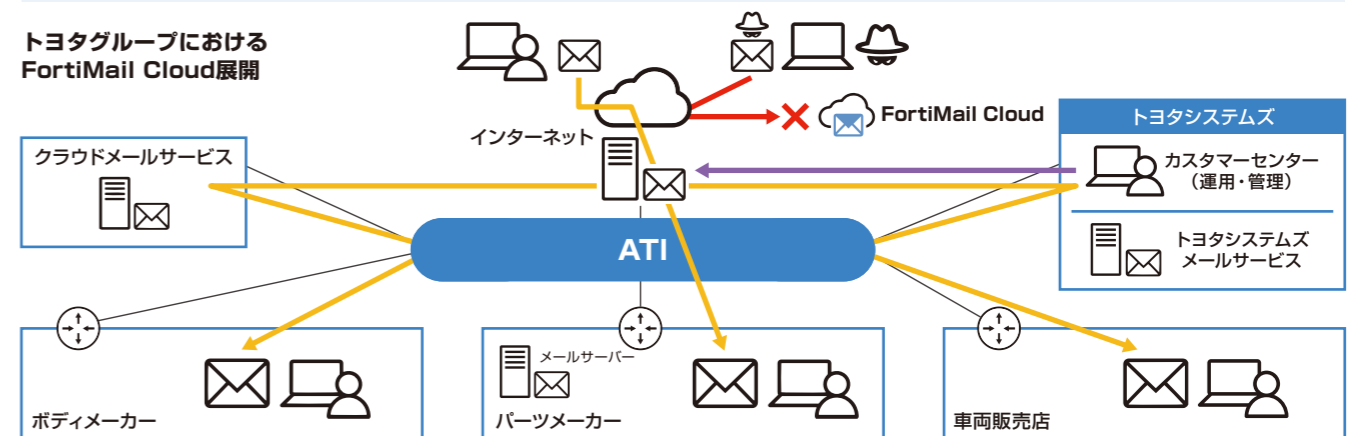 トヨタグループにおける
FortiMail Cloud展開
インターネット
FortiMail Cloud
トヨタシステムズ
クラウドメールサービス
カスタマーセンター
（運用・管理）
ATI
トヨタシステムズ
メールサービス
メールサーバー
ボディメーカー
パーツメーカー
車両販売店